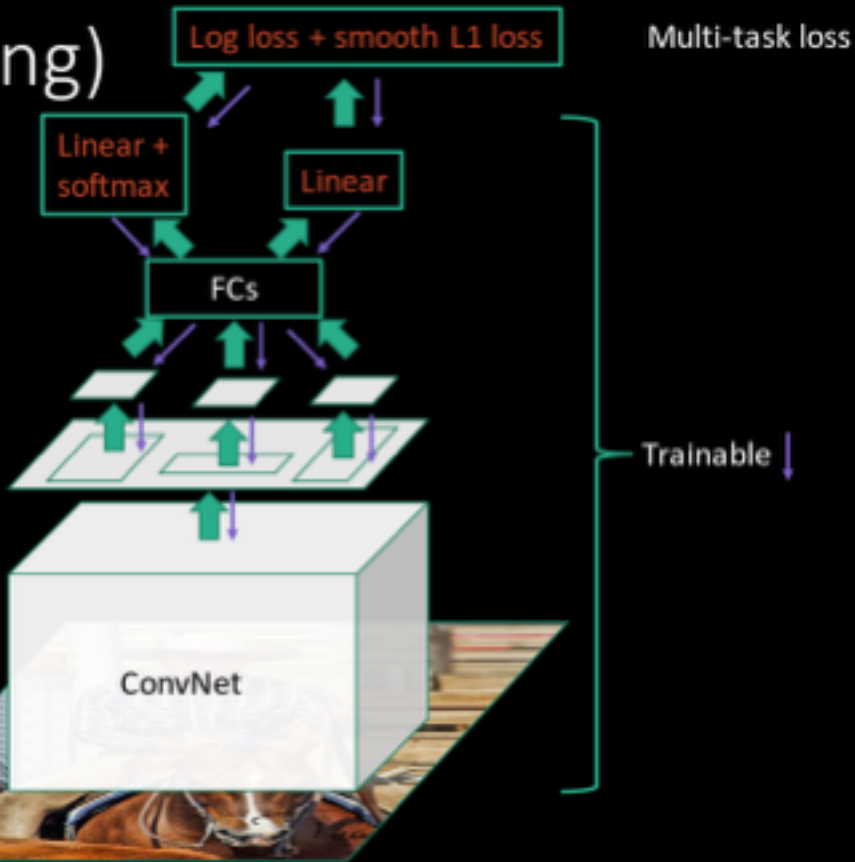 ng)
Log loss + smooth L1 loss
Multi-task loss
Linear +
softmax
Linear
FCs
Trainable
ConvNet